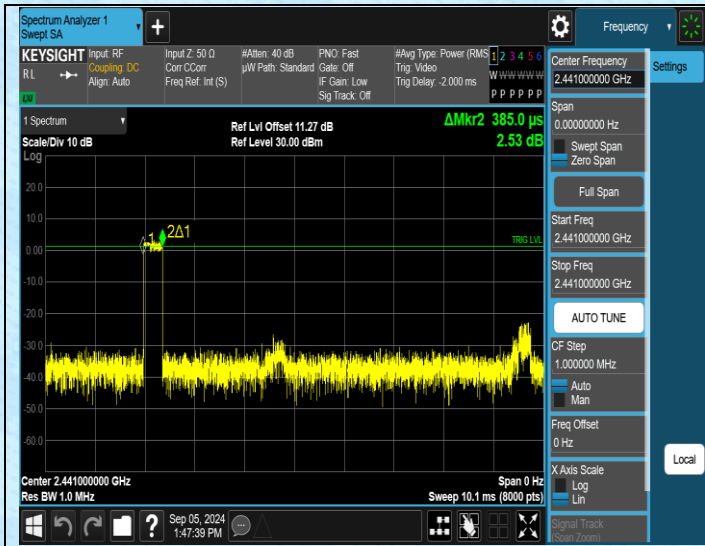 Spectrum Analyzer 1
Swept SA
+
Frequency
KEYSIGHT
RL
LXI
Input: RF
Coupling: DC
Align: Auto
Input Z: 50 Ω
Corr CCorr
Freq Ref: Int (S)
#Atten: 40 dB
µW Path: Standard
PNO: Fast
Gate: Off
IF Gain: Low
Sig Track: Off
#Avg Type: Power (RMS
Trig: Video
Trig Delay: -2.000 ms
1 2 3 4 5 6
W W W W W W
P P P P P P
1 Spectrum
Scale/Div 10 dB
Ref Lvl Offset 11.27 dB
Ref Level 30.00 dBm
ΔMkr2 385.0 µs
2.53 dB
Log
20.0
10.0
0.00
-10.0
-20.0
-30.0
-40.0
-50.0
-60.0
1
2Δ1
TRIG LVL
Center 2.441000000 GHz
Res BW 1.0 MHz
Span 0 Hz
Sweep 10.1 ms (8000 pts)
Sep 05, 2024
1:47:39 PM
?
Center Frequency
2.441000000 GHz
Span
0.00000000 Hz
Swept Span
Zero Span
Full Span
Start Freq
2.441000000 GHz
Stop Freq
2.441000000 GHz
AUTO TUNE
CF Step
1.000000 MHz
Auto
Man
Freq Offset
0 Hz
X Axis Scale
Log
Lin
Signal Track
(Span Zoom)
Settings
Local